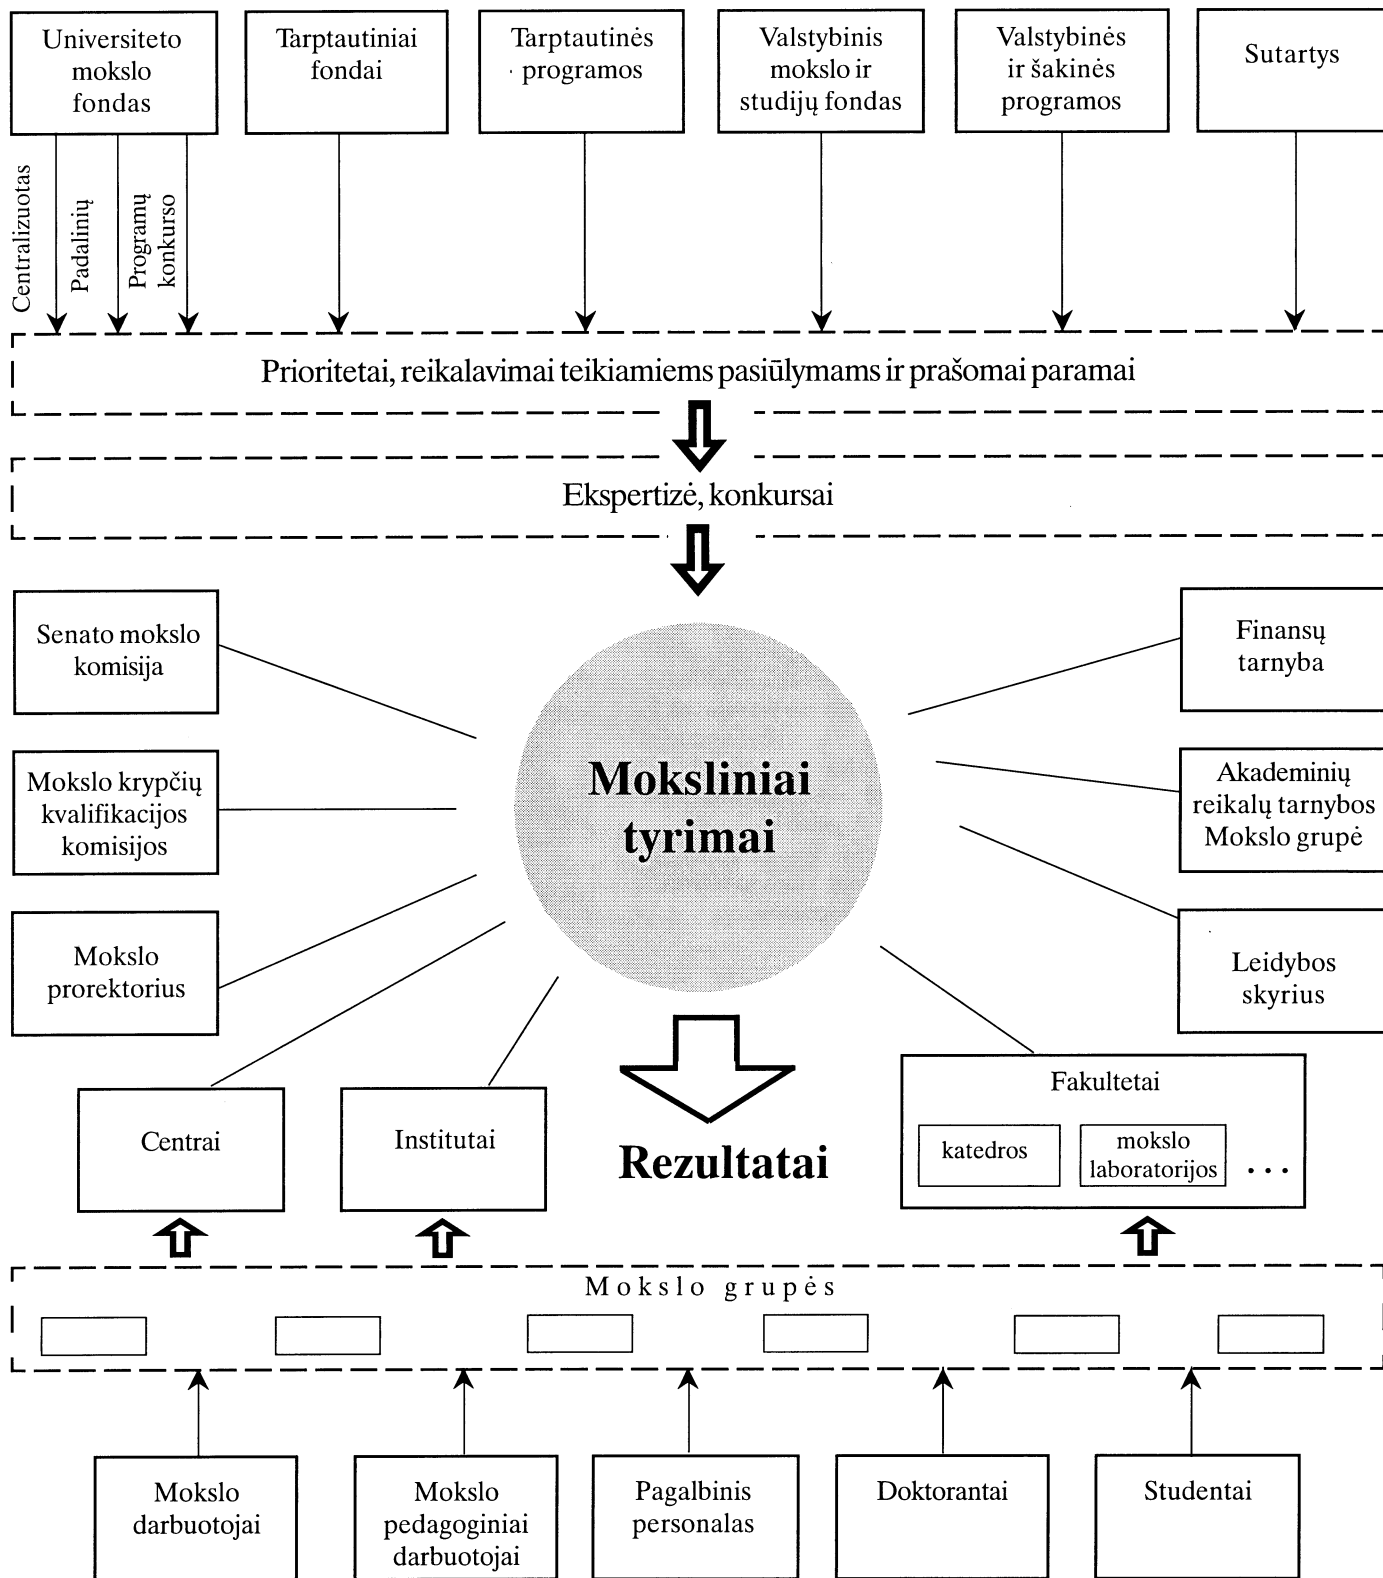 Universiteto
mokslo
fondas
Tarptautiniai
fondai
Tarptautinės
programos
Valstybinis
mokslo ir
studijų fondas
Valstybinės
ir šakinės
programos
Sutartys
Centralizuotas
Padalinių
Programų
konkurso
Prioritetai, reikalavimai teikiamiems pasiūlymams ir prašomai paramai
Ekspertizė, konkursai
Senato mokslo
komisija
Finansų
tarnyba
Mokslo krypčių
kvalifikacijos
komisijos
Moksliniai
tyrimai
Akademinių
reikalų tarnybos
Mokslo grupė
Mokslo
prorektorius
Leidybos
skyrius
Centrai
Institutai
Rezultatai
Fakultetai
katedros
mokslo
laboratorijos
...
Mokslo grupės
Mokslo
darbuotojai
Mokslo
pedagoginiai
darbuotojai
Pagalbinis
personalas
Doktorantai
Studentai